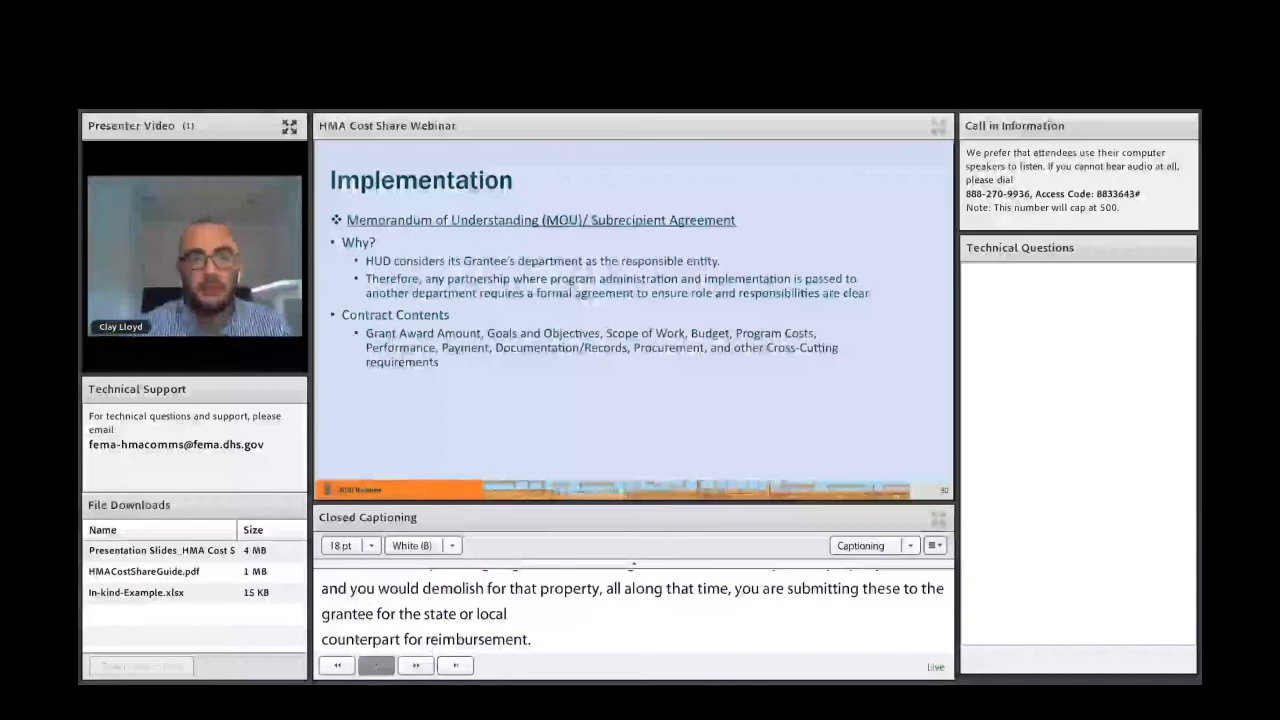 Presenter Video (1)
Clay Lloyd
Technical Support
For technical questions and support, please
email:
fema-hmacomms@fema.dhs.gov
File Downloads
Name Size
Presentation Slides_HMA Cost S 4 MB
HMACostShareGuide.pdf 1 MB
In-kind-Example.xlsx 15 KB
HMA Cost Share Webinar
Implementation
❖ Memorandum of Understanding (MOU)/ Subrecipient Agreement
• Why?
• HUD considers its Grantee's department as the responsible entity.
• Therefore, any partnership where program administration and implementation is passed to
another department requires a formal agreement to ensure role and responsibilities are clear
• Contract Contents
• Grant Award Amount, Goals and Objectives, Scope of Work, Budget, Program Costs,
Performance, Payment, Documentation/Records, Procurement, and other Cross-Cutting
requirements
30
Closed Captioning
18 pt White (B) Captioning
and you would demolish for that property, all along that time, you are submitting these to the
grantee for the state or local
counterpart for reimbursement.
Live
Call in Information
We prefer that attendees use their computer
speakers to listen. If you cannot hear audio at all,
please dial
888-270-9936, Access Code: 8833643#
Note: This number will cap at 500.
Technical Questions